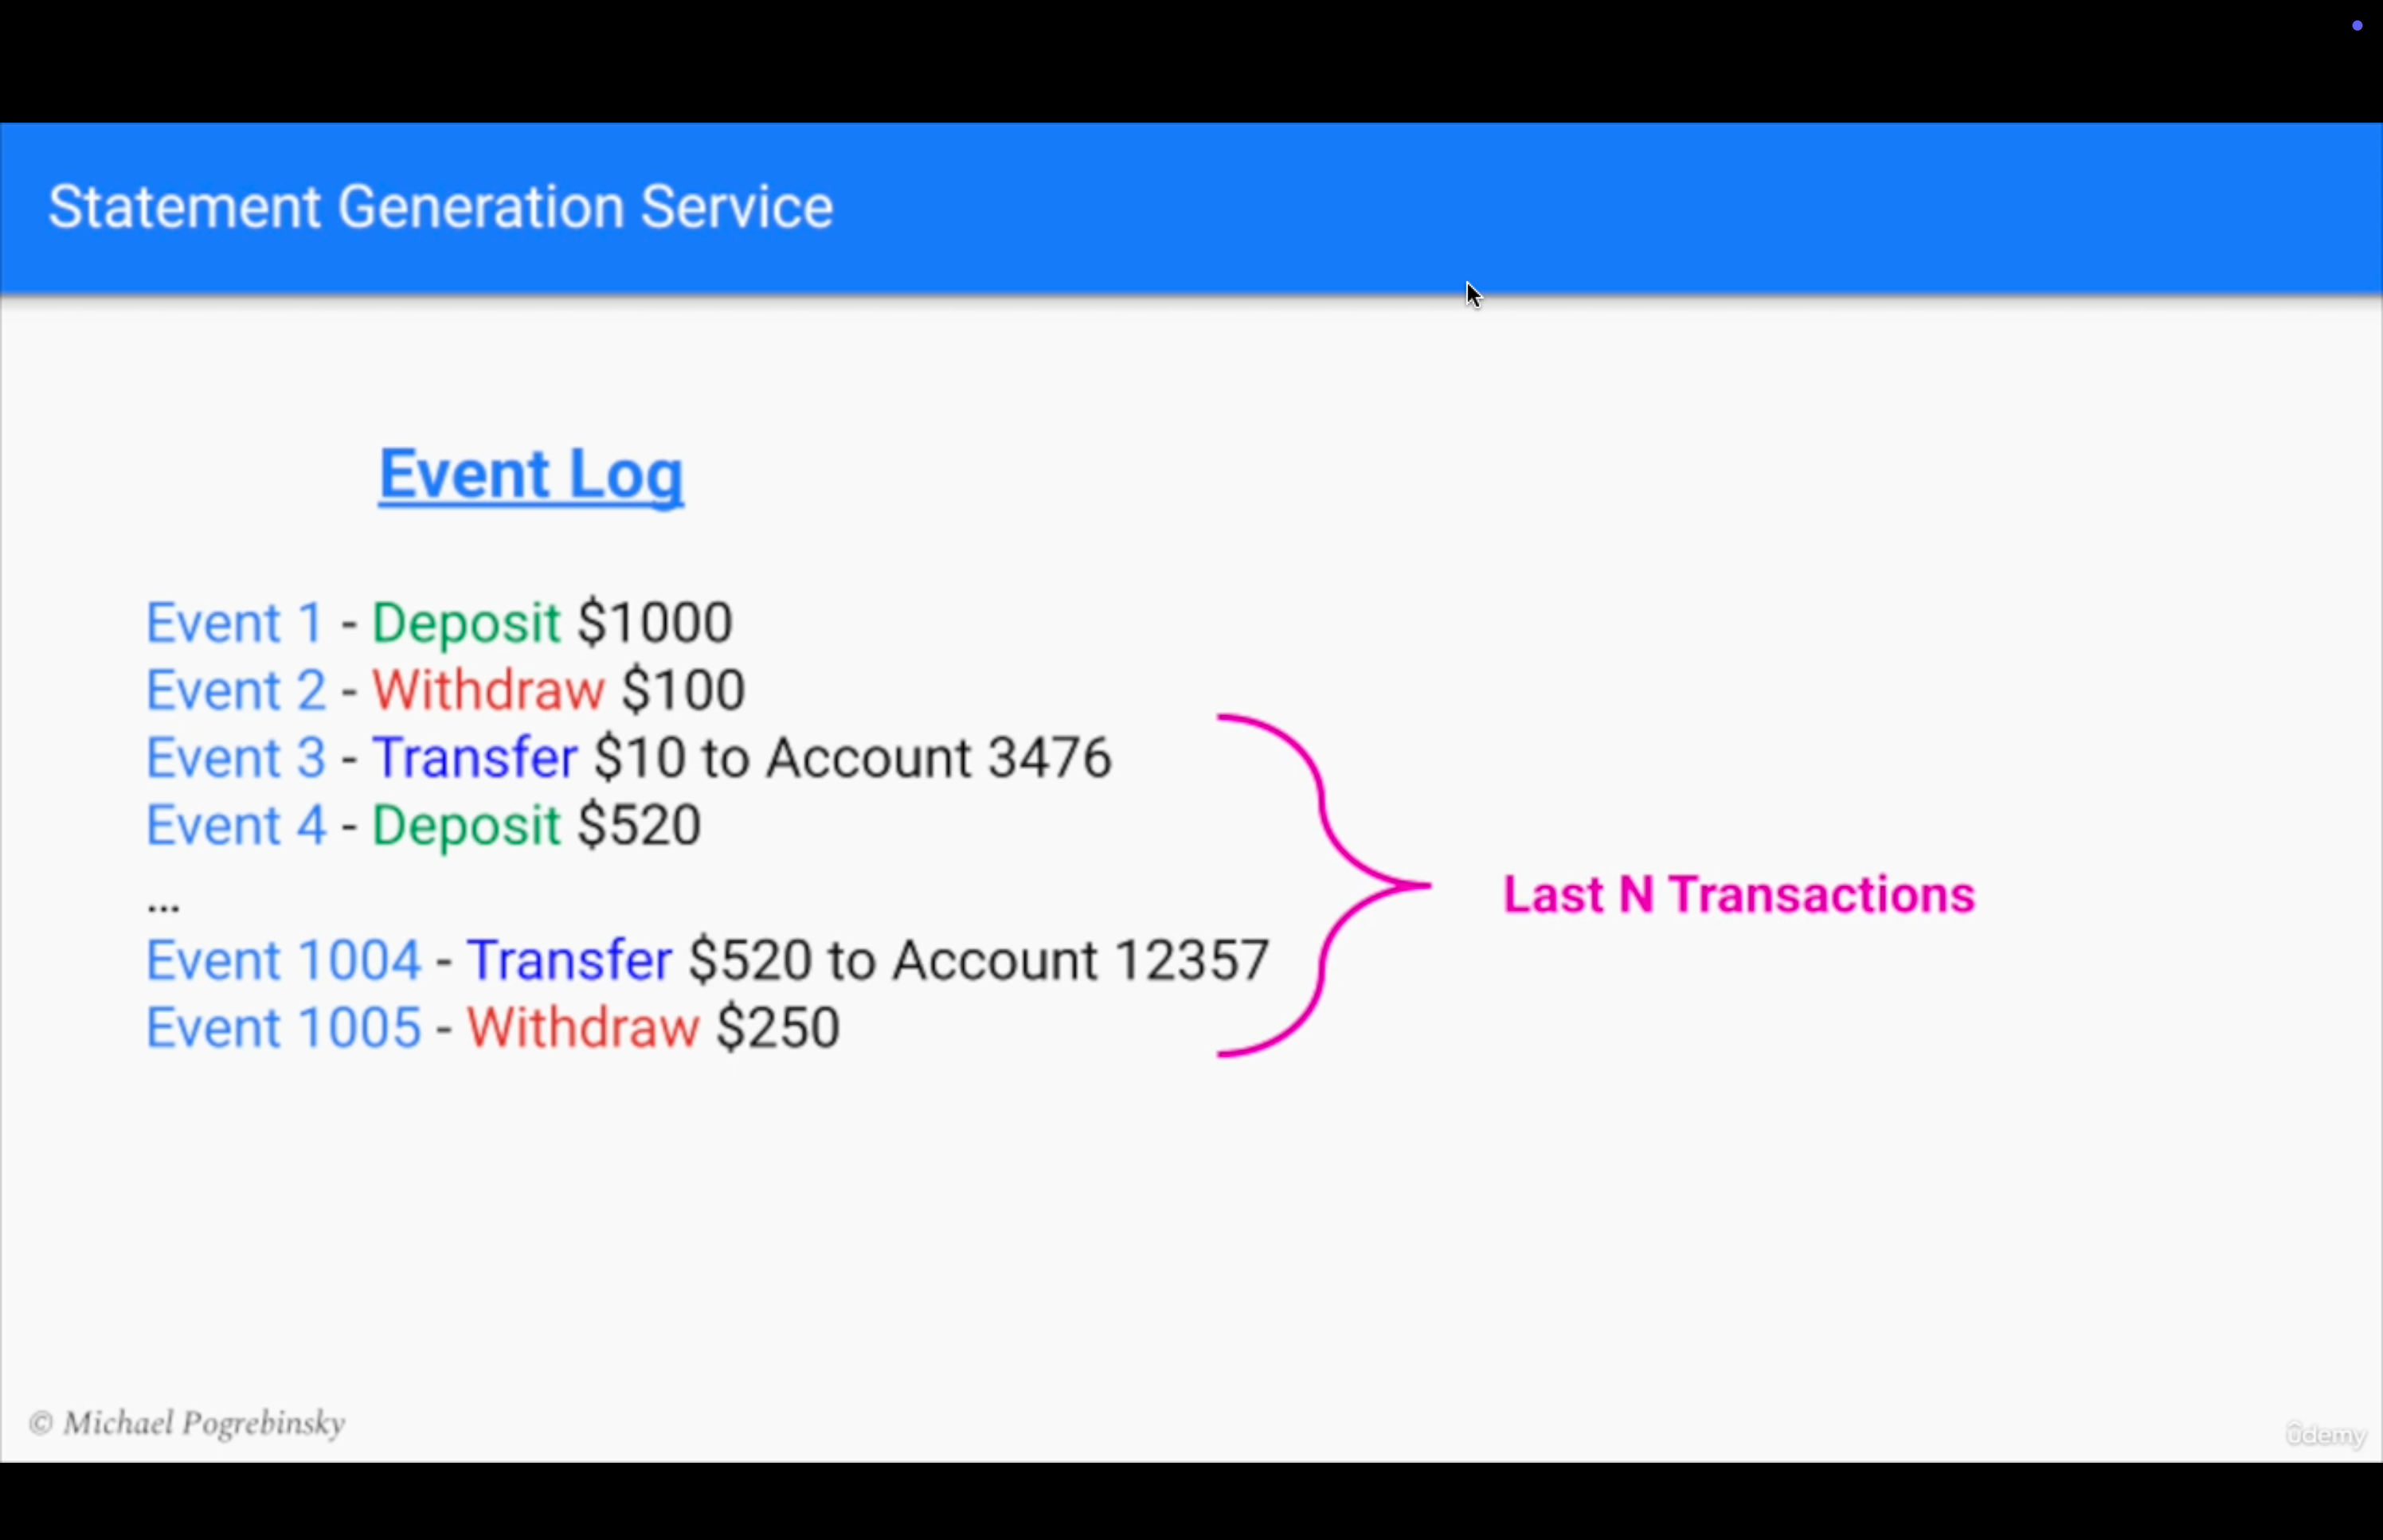 Statement Generation Service
Event Log
Event 1 - Deposit $1000
Event 2 - Withdraw $100
Event 3 - Transfer $10 to Account 3476
Event 4 - Deposit $520
...
Event 1004 - Transfer $520 to Account 12357
Event 1005 - Withdraw $250
Last N Transactions
© Michael Pogrebinsky
ûdemy